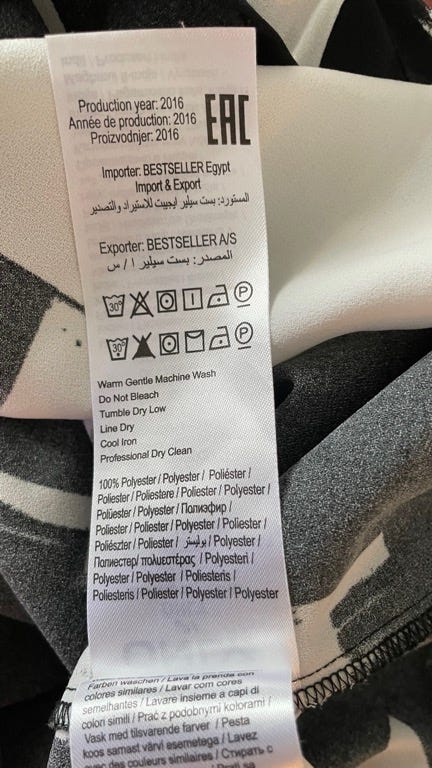 Production year: 2016
Année de production: 2016
Proizvodnjer: 2016
EAC
Importer: BESTSELLER Egypt
Import & Export
المستورد: بست سيلير ايجيبت للاستيراد والتصدير
Exporter: BESTSELLER A/S
المصدر: بست سيلير ا / س
30°
P
30°
P
Warm Gentle Machine Wash
Do Not Bleach
Tumble Dry Low
Line Dry
Cool Iron
Professional Dry Clean
100% Polyester / Polyester / Poliéster /
Poliester / Poliestere / Poliester / Polyester /
Polüester / Polyester / Полиэфир /
Poliester / Poliester / Polyester / Poliester /
Poliészter / Poliester / بوليستر / Polyester /
Полиестер/ πολυεστέρας / Polyesteri /
Polyester / Polyester / Poliesteris /
Poliesteris / Poliester / Polyester / Polyester
Farben waschen / Lava la prenda con
colores similares / Lavar com cores
semelhantes / Lavare insieme a capi di
colori simili / Prać z podobnymi kolorami /
Vask med tilsvarende farver / Pesta
koos samast värvi esemetega / Lavez
avec des couleurs similaires / Стирать с